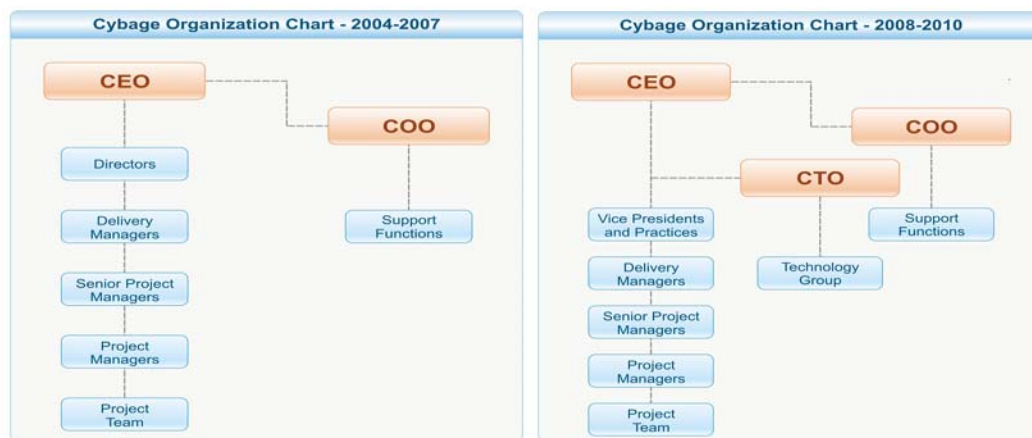 Cybage Organization Chart - 2004-2007
CEO
COO
Directors
Delivery
Managers
Support
Functions
Senior Project
Managers
Project
Managers
Project
Team
Cybage Organization Chart - 2008-2010
CEO
COO
CTO
Vice Presidents
and Practices
Support
Functions
Delivery
Managers
Technology
Group
Senior Project
Managers
Project
Managers
Project
Team